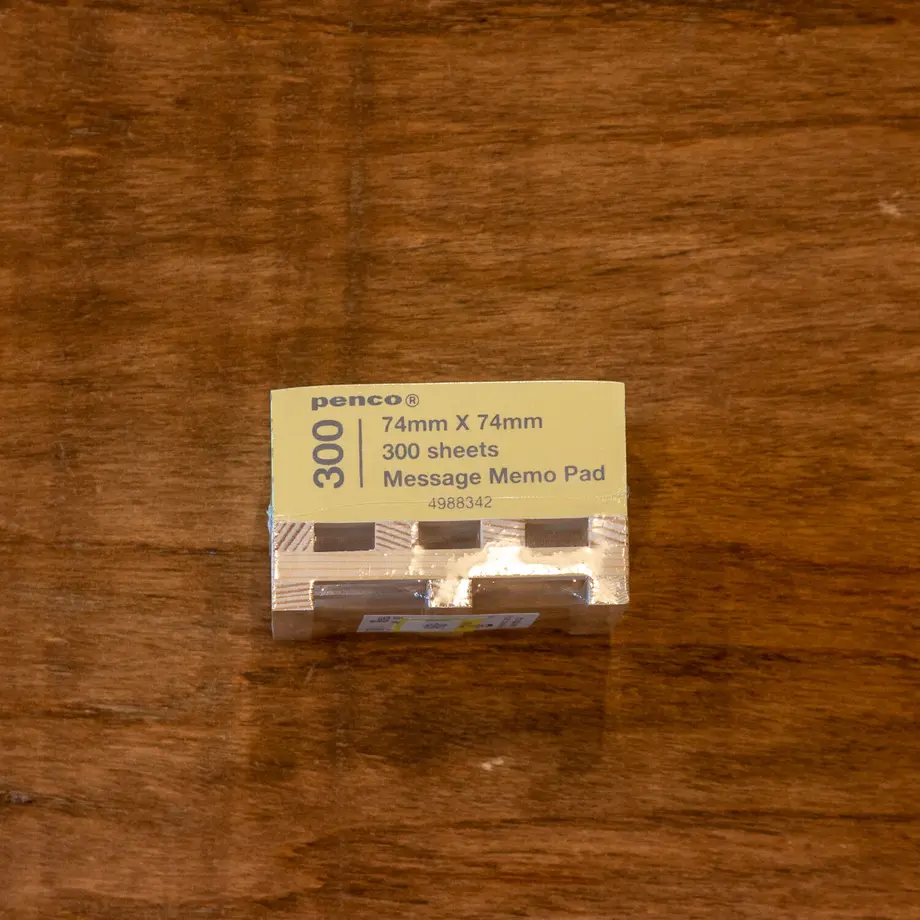 penco®
300
74mm X 74mm
300 sheets
Message Memo Pad
4988342